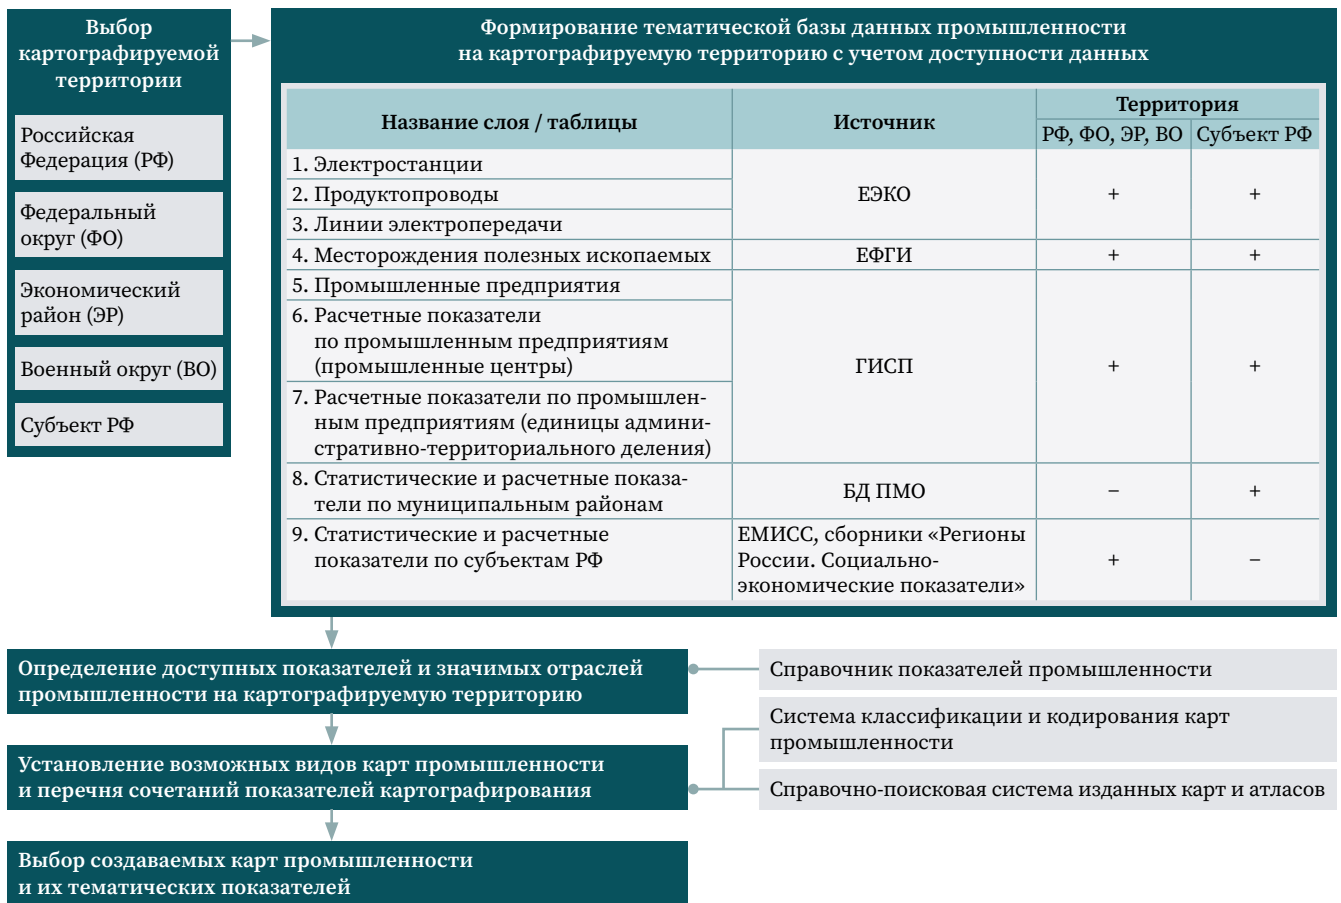 Выбор
картографируемой
территории
Российская
Федерация (РФ)
Федеральный
округ (ФО)
Экономический
район (ЭР)
Военный округ (ВО)
Субъект РФ
Формирование тематической базы данных промышленности
на картографируемую территорию с учетом доступности данных
Название слоя / таблицы
Источник
Территория
РФ, ФО, ЭР, ВО
Субъект РФ
1. Электростанции
2. Продуктопроводы
3. Линии электропередачи
ЕЭКО
+
+
4. Месторождения полезных ископаемых
ЕФГИ
+
+
5. Промышленные предприятия
6. Расчетные показатели
по промышленным предприятиям
(промышленные центры)
7. Расчетные показатели по промышлен-
ным предприятиям (единицы админи-
стративно-территориального деления)
ГИСП
+
+
8. Статистические и расчетные показа-
тели по муниципальным районам
БД ПМО
–
+
9. Статистические и расчетные
показатели по субъектам РФ
ЕМИСС, сборники «Регионы
России. Социально-
экономические показатели»
+
–
Определение доступных показателей и значимых отраслей
промышленности на картографируемую территорию
Справочник показателей промышленности
Система классификации и кодирования карт
промышленности
Установление возможных видов карт промышленности
и перечня сочетаний показателей картографирования
Справочно-поисковая система изданных карт и атласов
Выбор создаваемых карт промышленности
и их тематических показателей